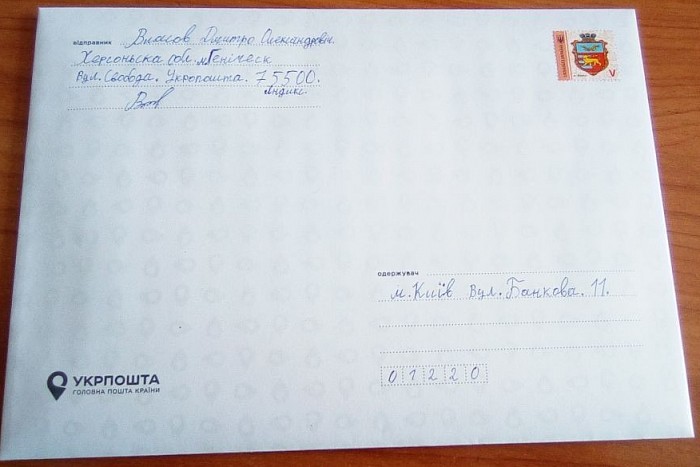 відправник Власов Дмитро Олександрович
Херсонська обл. м Геніческ
Вул. Свобода. Укрпошта. 75500.
Индикс.
одержувач
м. Київ Вул. Банкова. 11.
01220
УКРПОШТА
ГОЛОВНА ПОШТА КРАЇНИ
V